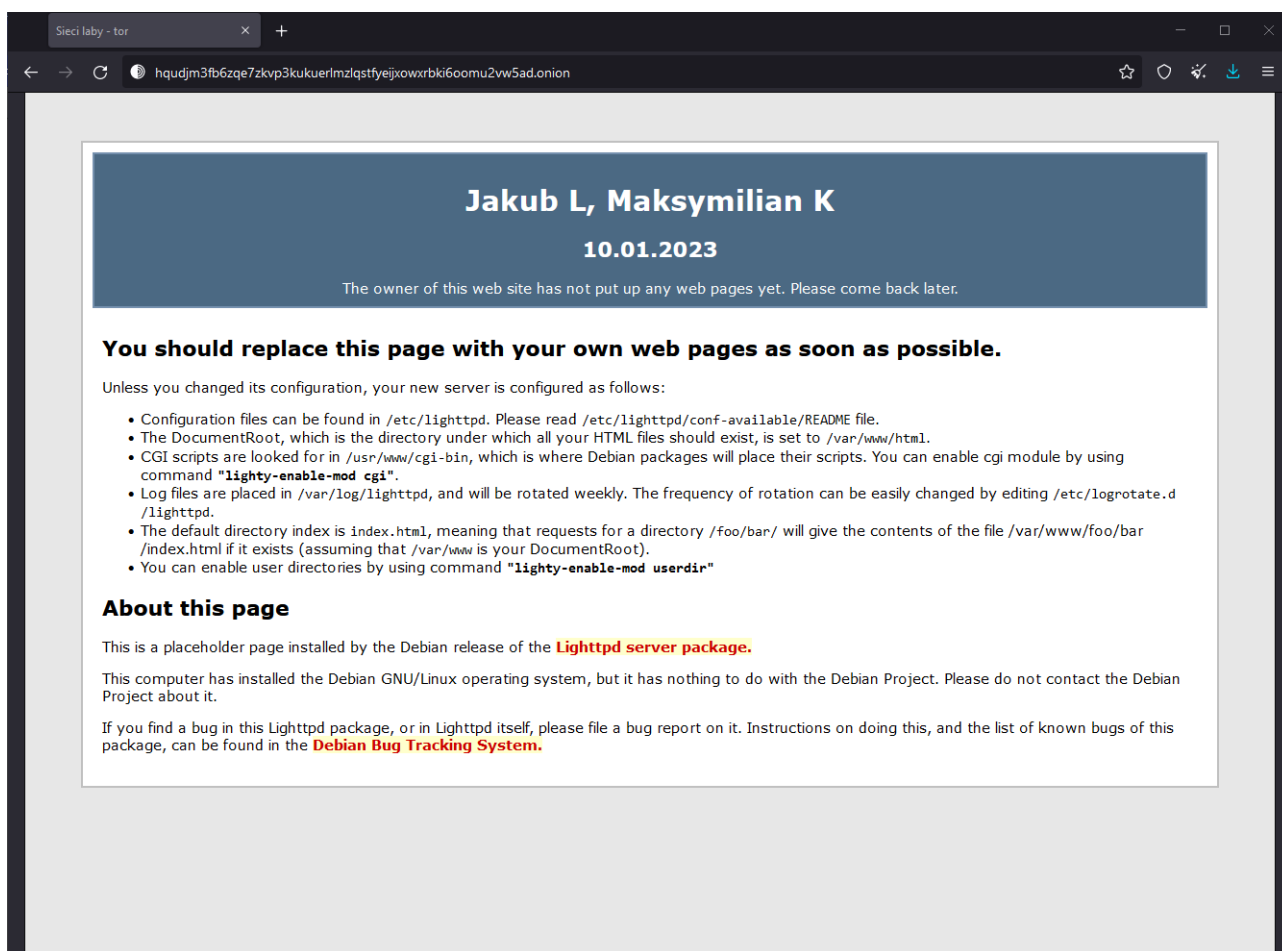 Sieci laby - tor
hqudjm3fb6zqe7zkvp3kukuerlmzlqstfyeijxowxrbki6oomu2vw5ad.onion
Jakub L, Maksymilian K
10.01.2023
The owner of this web site has not put up any web pages yet. Please come back later.
You should replace this page with your own web pages as soon as possible.
Unless you changed its configuration, your new server is configured as follows:
• Configuration files can be found in /etc/lighttpd. Please read /etc/lighttpd/conf-available/README file.
• The DocumentRoot, which is the directory under which all your HTML files should exist, is set to /var/www/html.
• CGI scripts are looked for in /usr/www/cgi-bin, which is where Debian packages will place their scripts. You can enable cgi module by using
command "lighty-enable-mod cgi".
• Log files are placed in /var/log/lighttpd, and will be rotated weekly. The frequency of rotation can be easily changed by editing /etc/logrotate.d
/lighttpd.
• The default directory index is index.html, meaning that requests for a directory /foo/bar/ will give the contents of the file /var/www/foo/bar
/index.html if it exists (assuming that /var/www is your DocumentRoot).
• You can enable user directories by using command "lighty-enable-mod userdir"
About this page
This is a placeholder page installed by the Debian release of the Lighttpd server package.
This computer has installed the Debian GNU/Linux operating system, but it has nothing to do with the Debian Project. Please do not contact the Debian
Project about it.
If you find a bug in this Lighttpd package, or in Lighttpd itself, please file a bug report on it. Instructions on doing this, and the list of known bugs of this
package, can be found in the Debian Bug Tracking System.